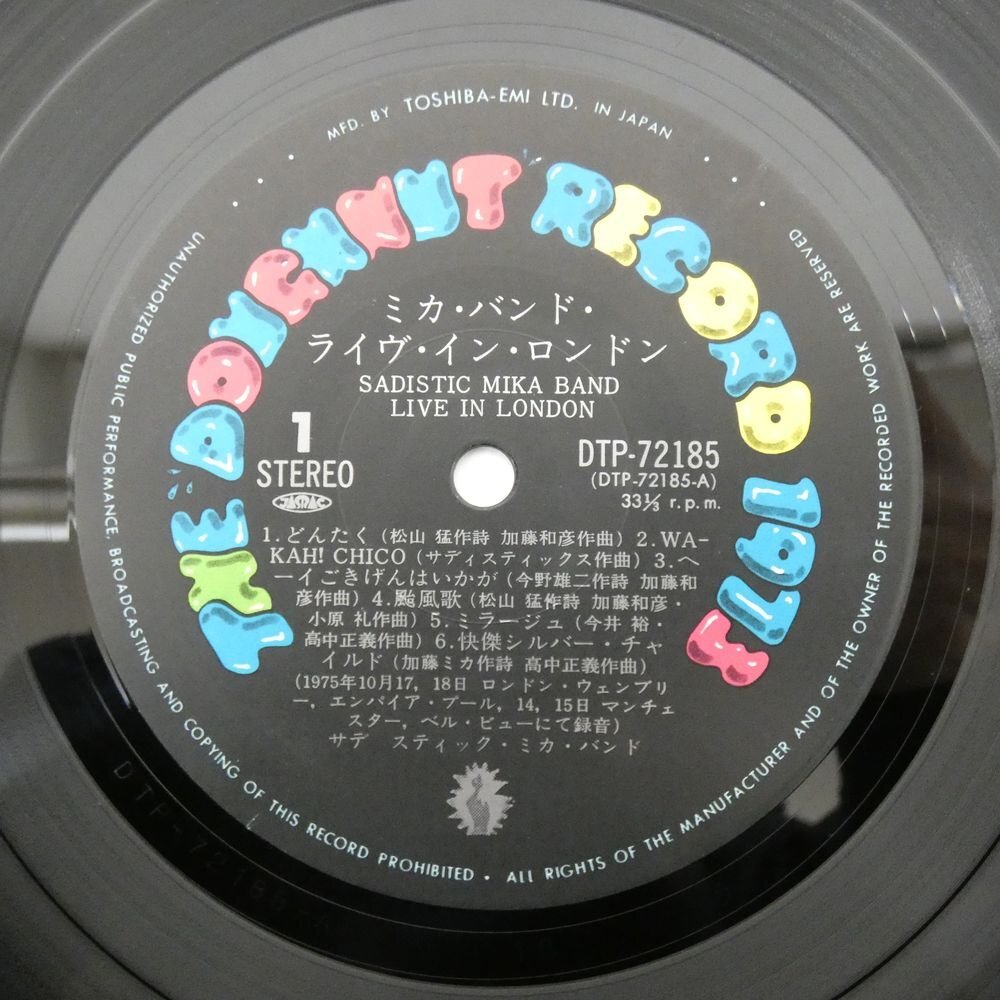 MFD. BY TOSHIBA-EMI LTD. IN JAPAN
THE DOUGHNUT RECORD
ミカ・バンド・
ライヴ・イン・ロンドン
SADISTIC MIKA BAND
LIVE IN LONDON
1
STEREO
JASRAC
DTP-72185
(DTP-72185-A)
33⅓ r.p.m.
1.どんたく (松山 猛作詩 加藤和彦作曲) 2.WA-
KAH! CHICO (サディスティックス作曲) 3.ヘ
ーイごきげんはいかが (今野雄二作詩 加藤和
彦作曲) 4.颱風歌 (松山 猛作詩 加藤和彦・
小原 礼作曲) 5.ミラージュ (今井 裕・
高中正義作曲) 6.快傑シルバー・チャ
イルド (加藤ミカ作詩 高中正義作曲)
(1975年10月17, 18日 ロンドン・ウェンブリ
ー, エンパイア・プール, 14, 15日 マンチェ
スター, ベル・ビューにて録音)
サデ スティック・ミカ・バンド
UNAUTHORIZED PUBLIC PERFORMANCE, BROADCASTING AND COPYING OF THIS RECORD PROHIBITED • ALL RIGHTS OF THE MANUFACTURER AND OF THE OWNER OF THE RECORDED WORK ARE RESERVED
DTP-72185-A